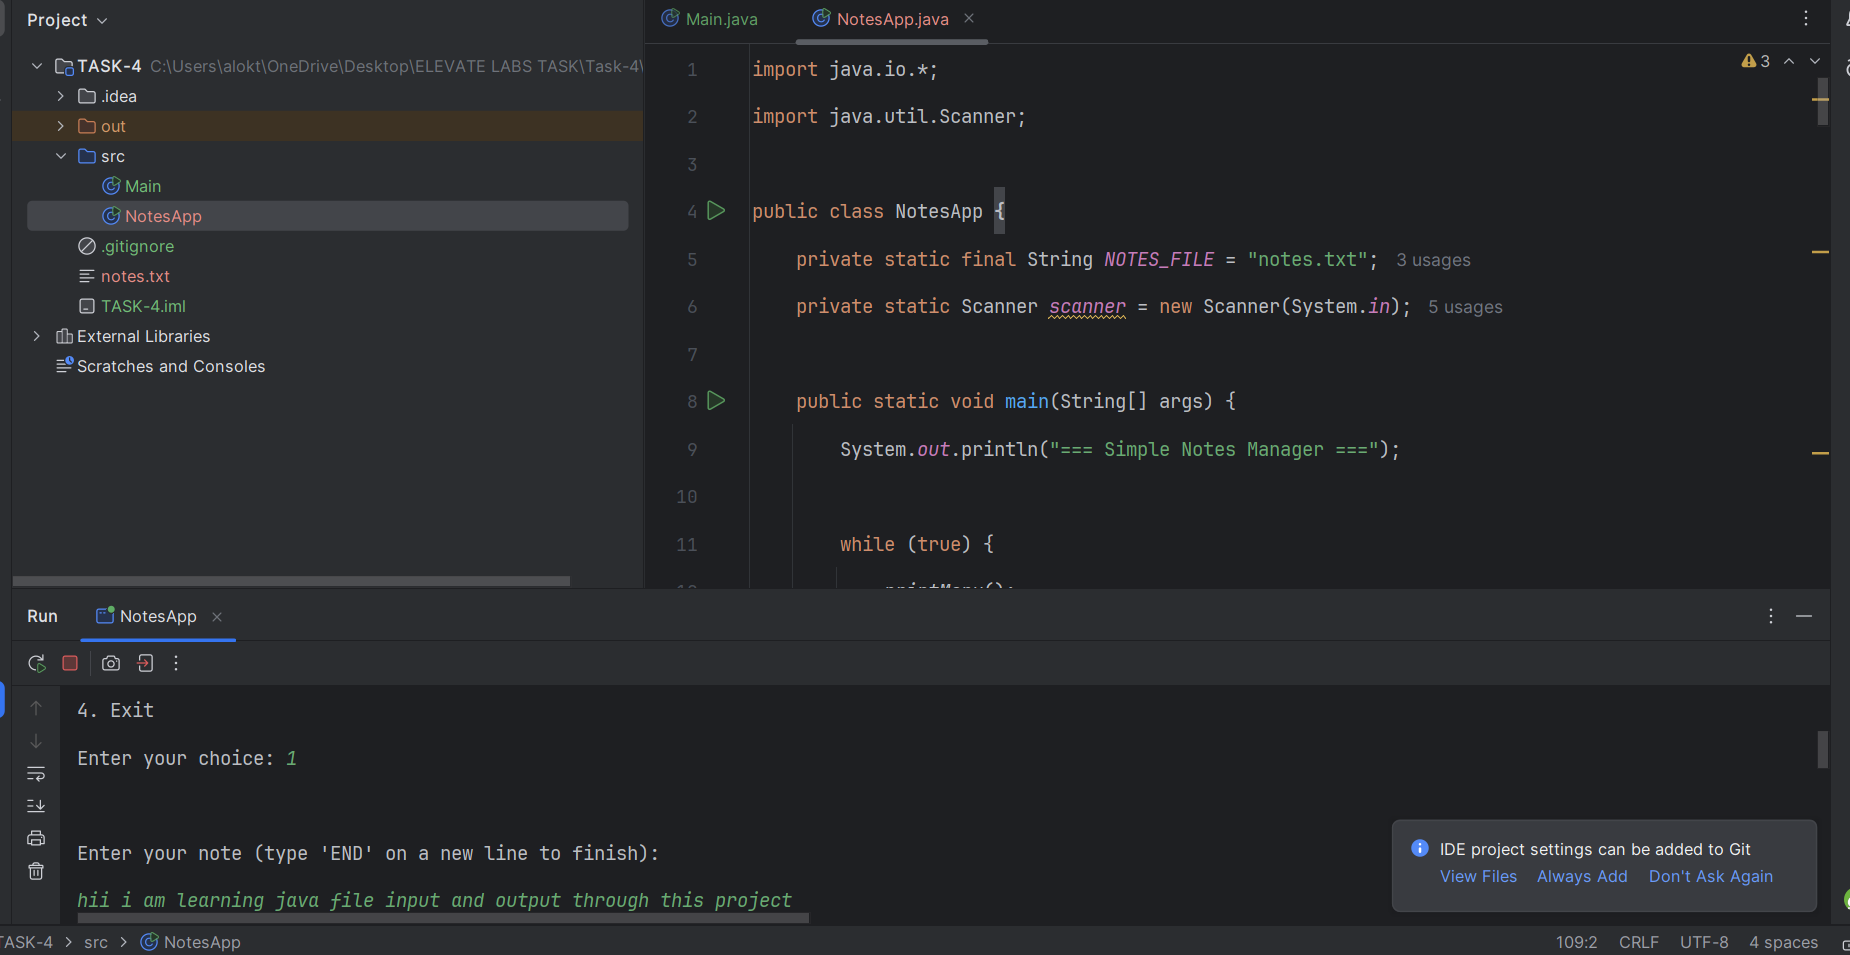 Project
TASK-4 C:\Users\alokt\OneDrive\Desktop\ELEVATE LABS TASK\Task-4\
.idea
out
src
Main
NotesApp
.gitignore
notes.txt
TASK-4.iml
External Libraries
Scratches and Consoles
Main.java NotesApp.java
3
1 import java.io.*;
2 import java.util.Scanner;
3
4 public class NotesApp {
5 private static final String NOTES_FILE = "notes.txt"; 3 usages
6 private static Scanner scanner = new Scanner(System.in); 5 usages
7
8 public static void main(String[] args) {
9 System.out.println("=== Simple Notes Manager ===");
10
11 while (true) {
Run NotesApp
4. Exit
Enter your choice: 1
Enter your note (type 'END' on a new line to finish):
hii i am learning java file input and output through this project
IDE project settings can be added to Git
View Files Always Add Don't Ask Again
TASK-4 > src > NotesApp
109:2 CRLF UTF-8 4 spaces